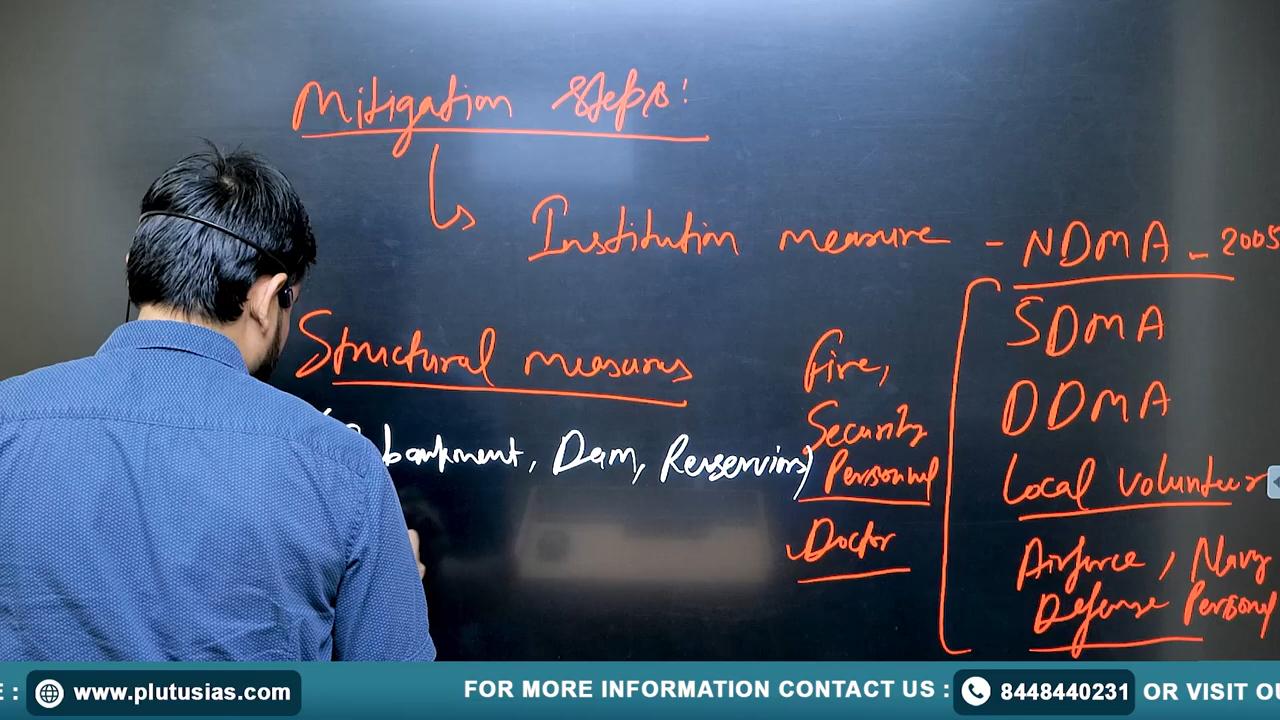 Mitigation steps:
Institution measure - NDMA - 2005
SDMA
DDMA
Local Volunteer
Airforce, Navy
Defense Personnel
Fire,
Security
Personnel
Doctor
Structural measures
bankment, Dam, Reserviors)
E : www.plutusias.com FOR MORE INFORMATION CONTACT US : 8448440231 OR VISIT OU